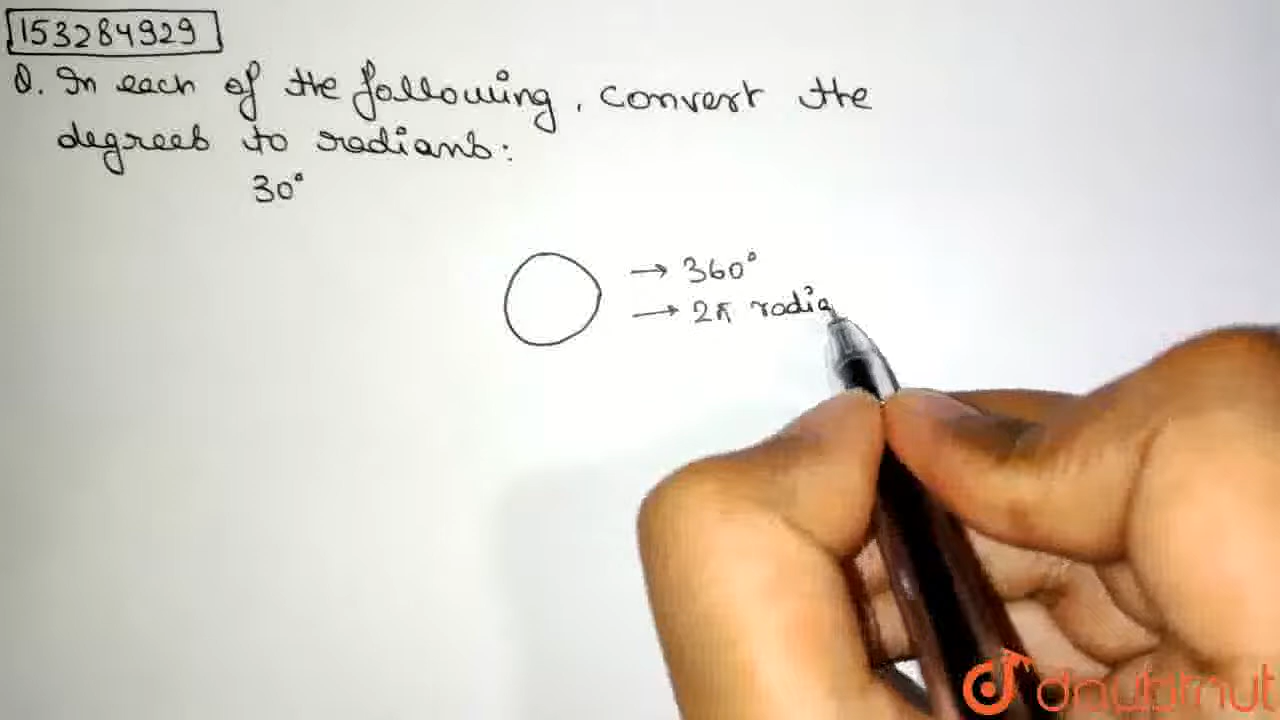 153284929
Q. In each of the following, convert the
degrees to radians:
30°
→ 360°
→ 2π radia
doubtnut